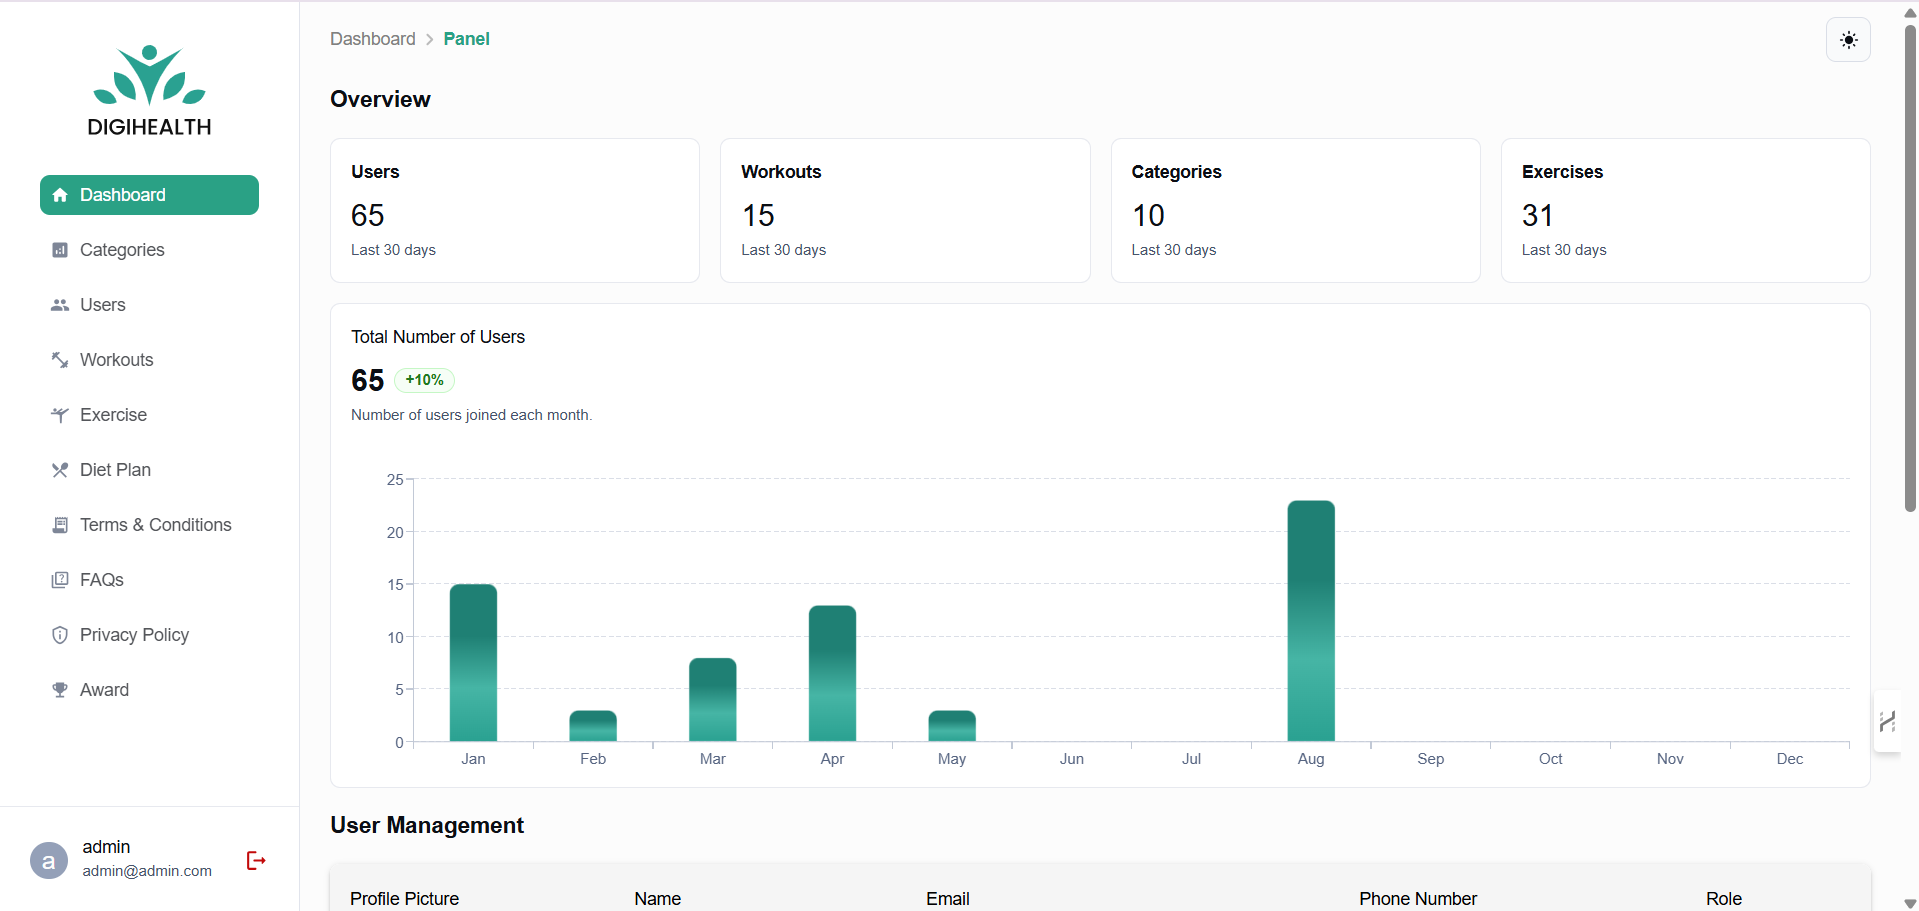 DIGIHEALTH
Dashboard
Categories
Users
Workouts
Exercise
Diet Plan
Terms & Conditions
FAQs
Privacy Policy
Award
a
admin
admin@admin.com
Dashboard > Panel
Overview
Users
65
Last 30 days
Workouts
15
Last 30 days
Categories
10
Last 30 days
Exercises
31
Last 30 days
Total Number of Users
65 +10%
Number of users joined each month.
25
20
15
10
5
0
Jan Feb Mar Apr May Jun Jul Aug Sep Oct Nov Dec
User Management
Profile Picture Name Email Phone Number Role